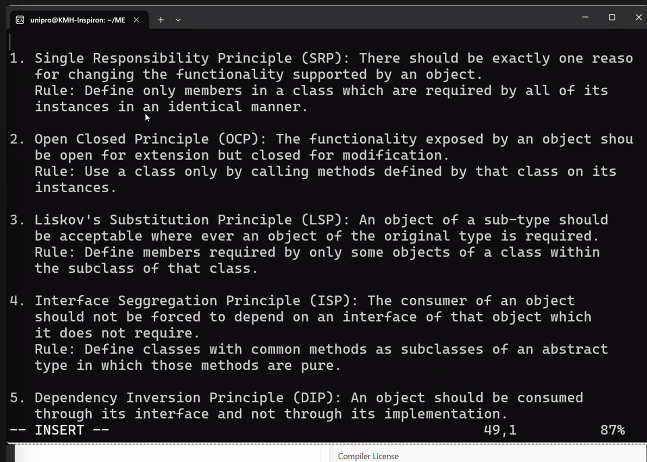 unipro@KMH-Inspiron: ~/ME
1. Single Responsibility Principle (SRP): There should be exactly one reaso
for changing the functionality supported by an object.
Rule: Define only members in a class which are required by all of its
instances in an identical manner.
2. Open Closed Principle (OCP): The functionality exposed by an object shou
be open for extension but closed for modification.
Rule: Use a class only by calling methods defined by that class on its
instances.
3. Liskov's Substitution Principle (LSP): An object of a sub-type should
be acceptable where ever an object of the original type is required.
Rule: Define members required by only some objects of a class within
the subclass of that class.
4. Interface Seggregation Principle (ISP): The consumer of an object
should not be forced to depend on an interface of that object which
it does not require.
Rule: Define classes with common methods as subclasses of an abstract
type in which those methods are pure.
5. Dependency Inversion Principle (DIP): An object should be consumed
through its interface and not through its implementation.
-- INSERT -- 49,1 87%
Compiler License